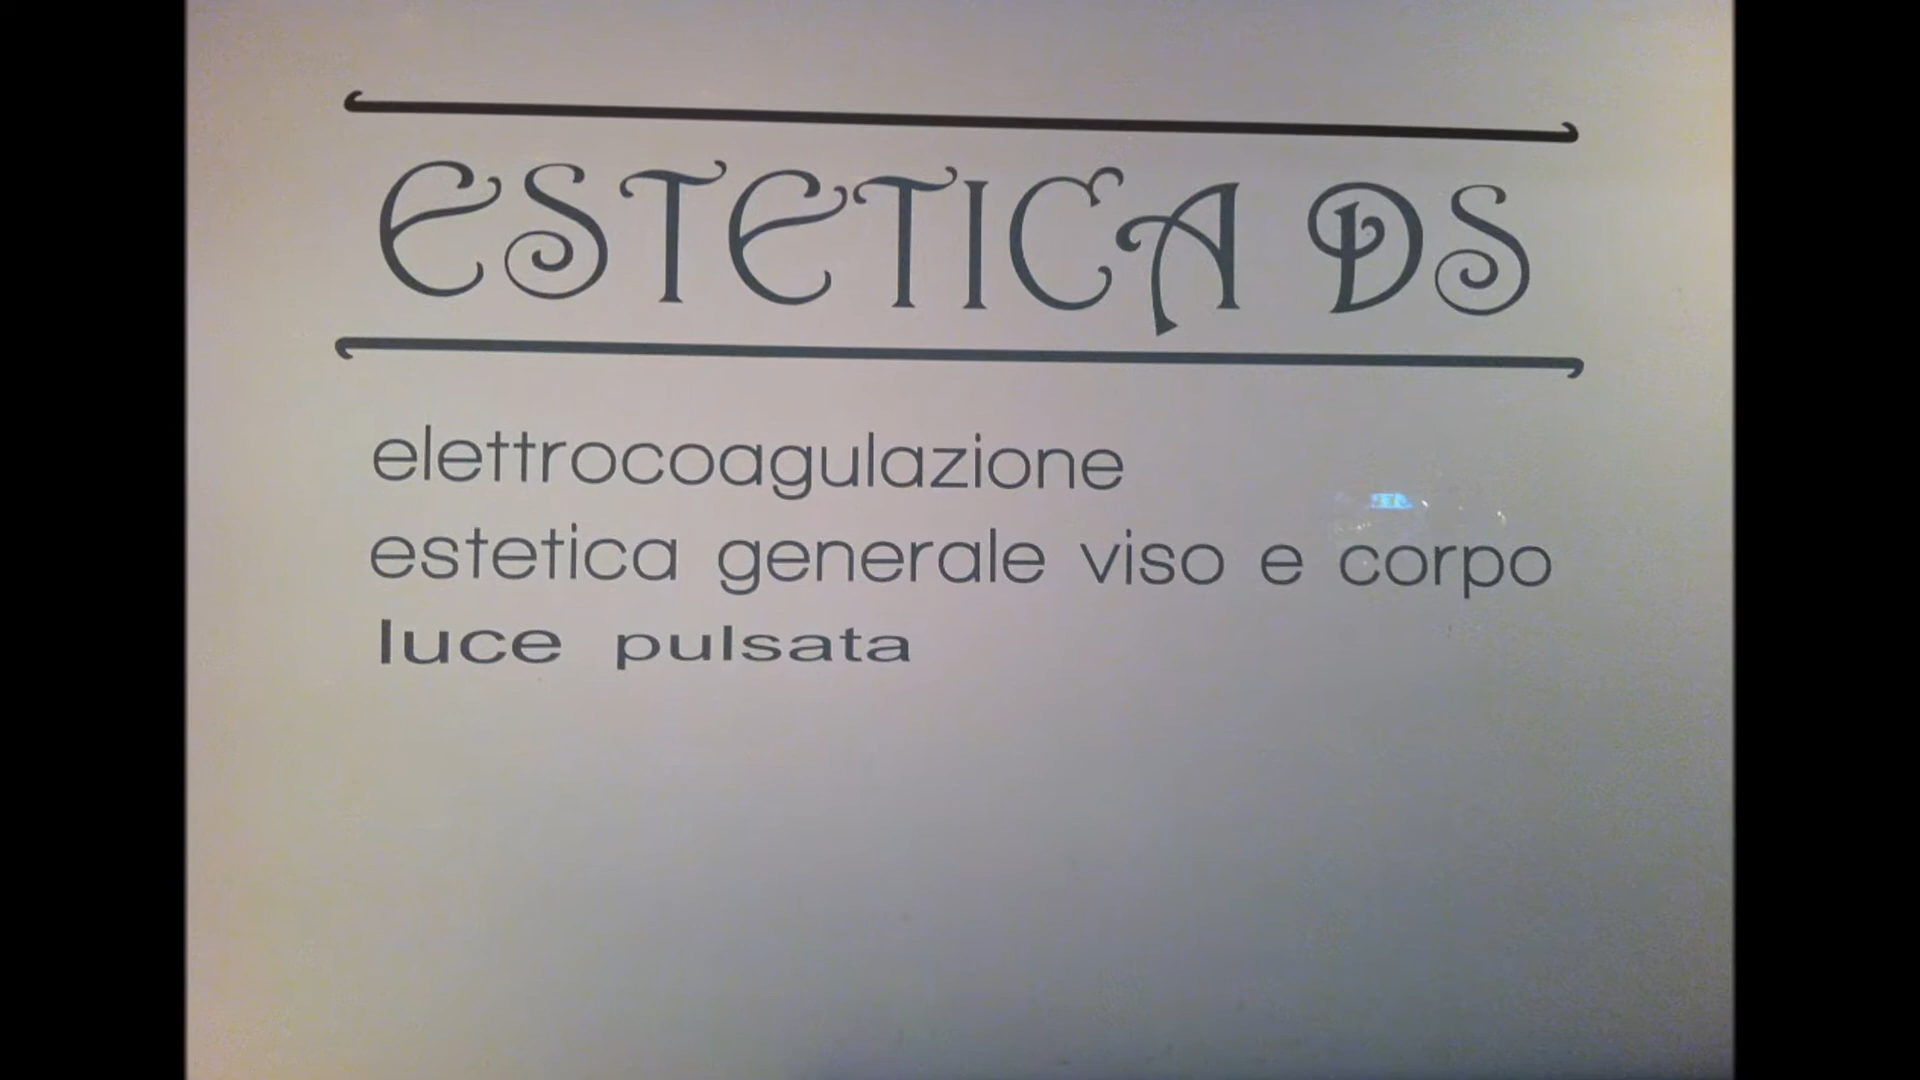 ESTETICA DS
elettrocoagulazione
estetica generale viso e corpo
luce pulsata